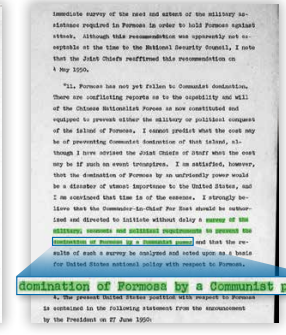 immediate survey of the need and extent of the military as-
sistance required in Formosa in order to hold Formosa against
attack. Although this recommendation was apparently not ac-
ceptable at the time to the National Security Council, I note
that the Joint Chiefs reaffirmed this recommendation on
4 May 1950.
"11. Formosa has not yet fallen to Communist domination.
There are conflicting reports as to the capability and will
of the Chinese Nationalist Forces as now constituted and
equipped to prevent either the military or political conquest
of the island of Formosa. I cannot predict what the cost may
be of preventing Communist domination of that island, al-
though I have advised the Joint Chiefs of Staff what the cost
may be if such an event transpires. I am satisfied, however,
that the domination of Formosa by an unfriendly power would
be a disaster of utmost importance to the United States, and
I am convinced that time is of the essence. I strongly be-
lieve that the Commander-in-Chief Far East should be author-
ized and directed to initiate without delay a survey of the
military, economic and political requirements to prevent the
domination of Formosa by a Communist power and that the re-
sults of such a survey be analyzed and acted upon as a basis
for United States national policy with respect to Formosa.
domination of Formosa by a Communist p
4. The present United States position with respect to Formosa
is contained in the following statement from the announcement
by the President on 27 June 1950: